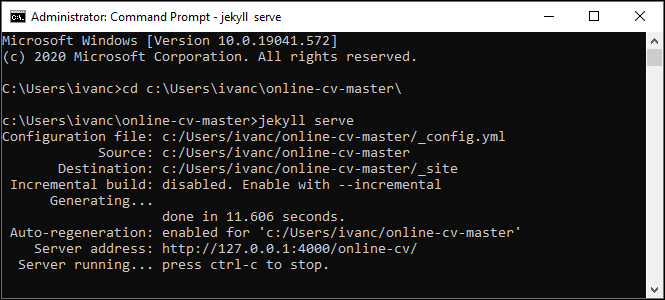 Administrator: Command Prompt - jekyll  serve
Microsoft Windows [Version 10.0.19041.572]
(c) 2020 Microsoft Corporation. All rights reserved.
C:\Users\ivanc>cd c:\Users\ivanc\online-cv-master\
c:\Users\ivanc\online-cv-master>jekyll serve
Configuration file: c:/Users/ivanc/online-cv-master/_config.yml
Source: c:/Users/ivanc/online-cv-master
Destination: c:/Users/ivanc/online-cv-master/_site
Incremental build: disabled. Enable with --incremental
Generating...
done in 11.606 seconds.
Auto-regeneration: enabled for 'c:/Users/ivanc/online-cv-master'
Server address: http://127.0.0.1:4000/online-cv/
Server running... press ctrl-c to stop.